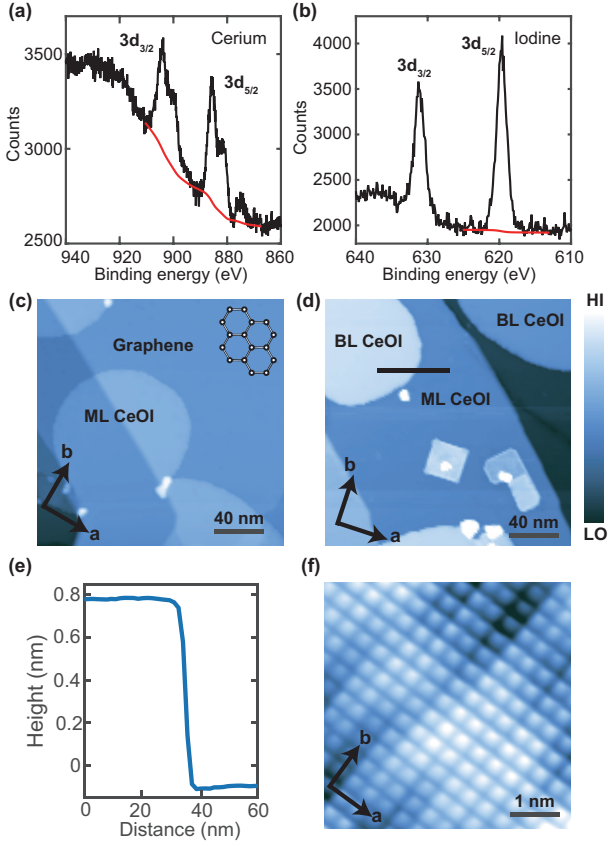 (a)
3d3/2
Cerium
3d5/2
3500
3000
2500
Counts
940
920
900
880
860
Binding energy (eV)
(b)
3d5/2
Iodine
3d3/2
4000
3500
3000
2500
2000
Counts
640
630
620
610
Binding energy (eV)
(c)
Graphene
ML CeOI
b
a
40 nm
(d)
BL CeOI
BL CeOI
ML CeOI
b
a
40 nm
HI
LO
(e)
0.8
0.6
0.4
0.2
0
Height (nm)
0
20
40
60
Distance (nm)
(f)
b
a
1 nm